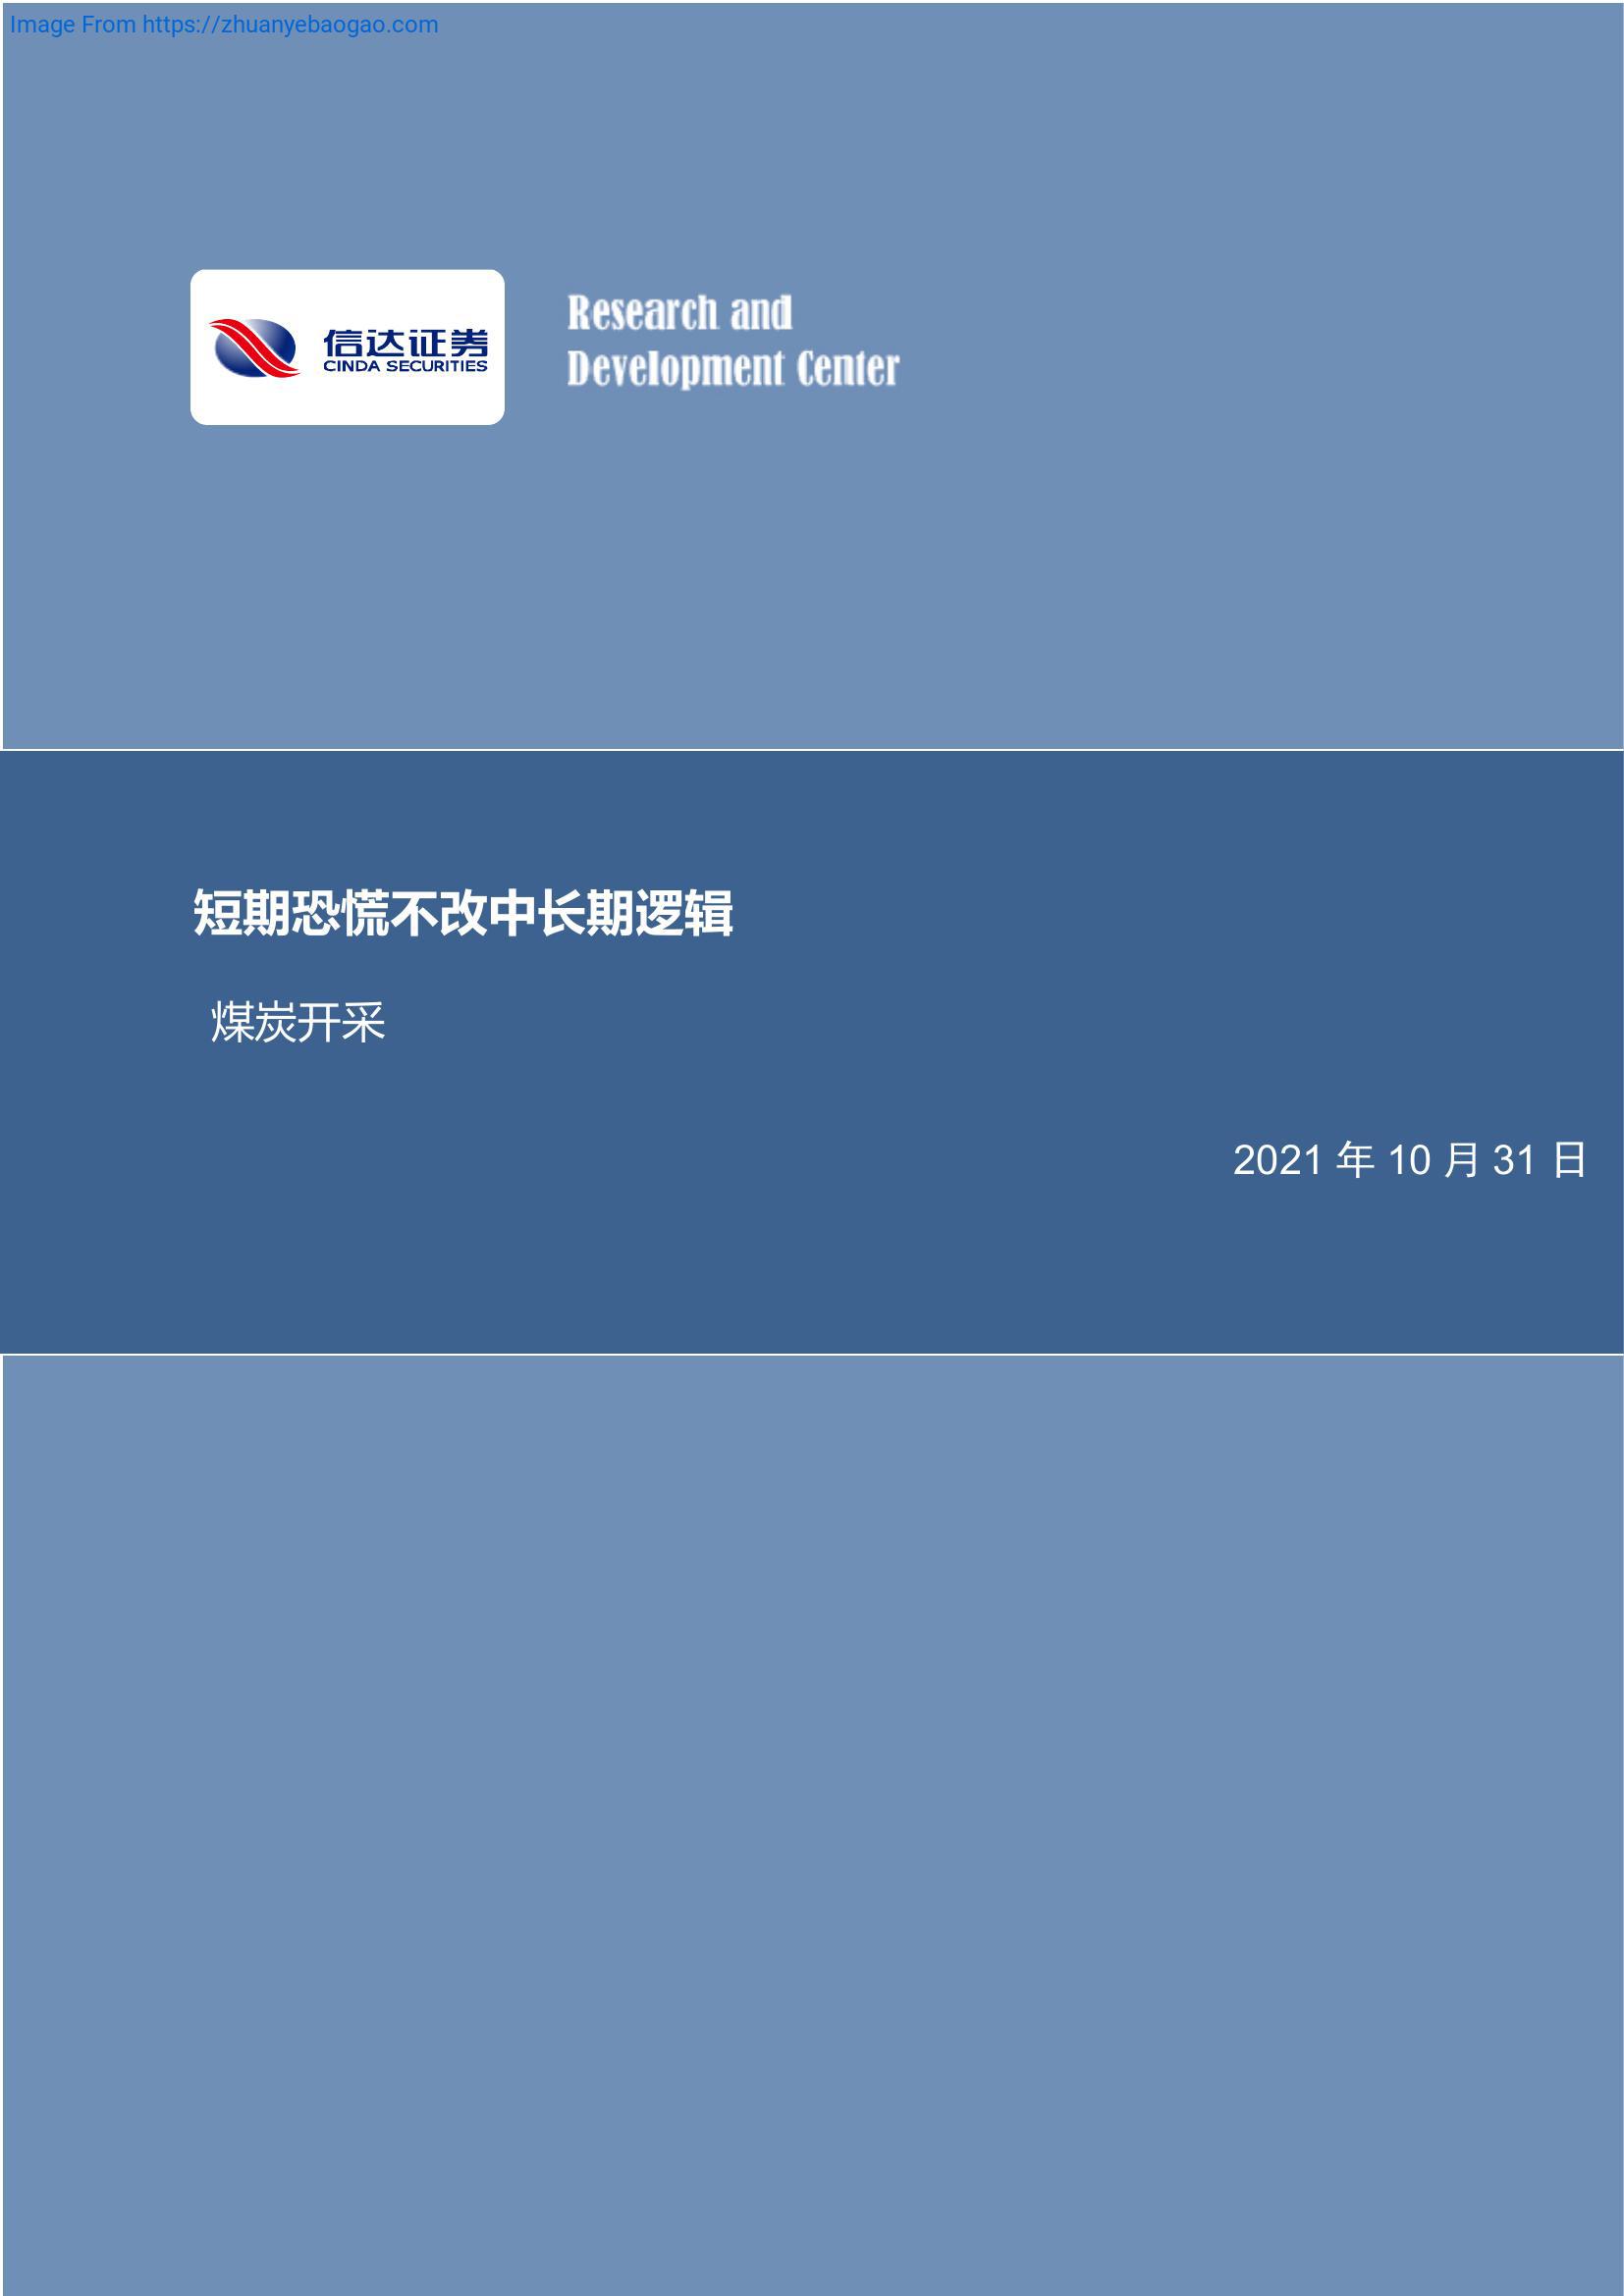 Image From https://zhuanyebaogao.com
信达证券
CINDA SECURITIES
Research and
Development Center
短期恐慌不改中长期逻辑
煤炭开采
2021 年 10 月 31 日